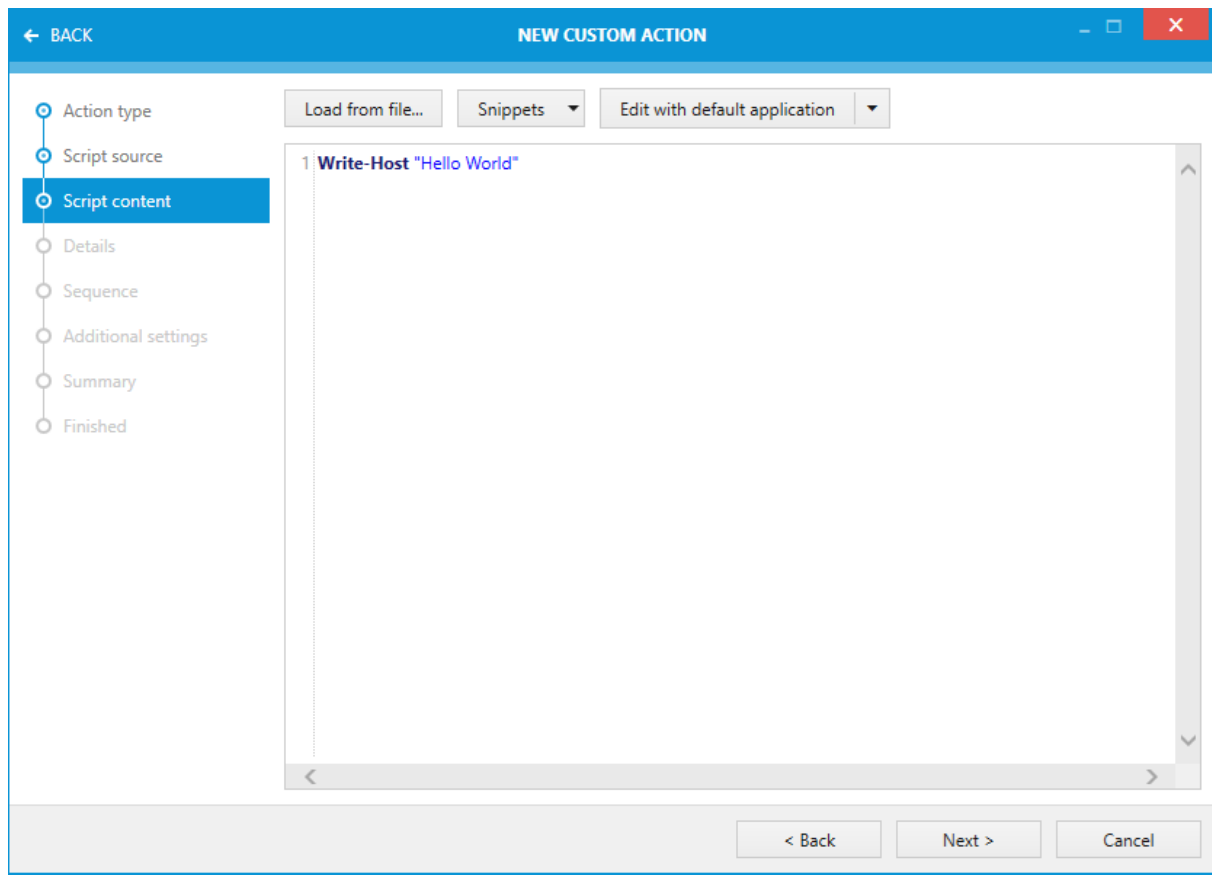 BACK
NEW CUSTOM ACTION
Action type
Script source
Script content
Details
Sequence
Additional settings
Summary
Finished
Load from file... Snippets Edit with default application
1 Write-Host "Hello World"
< Back Next > Cancel